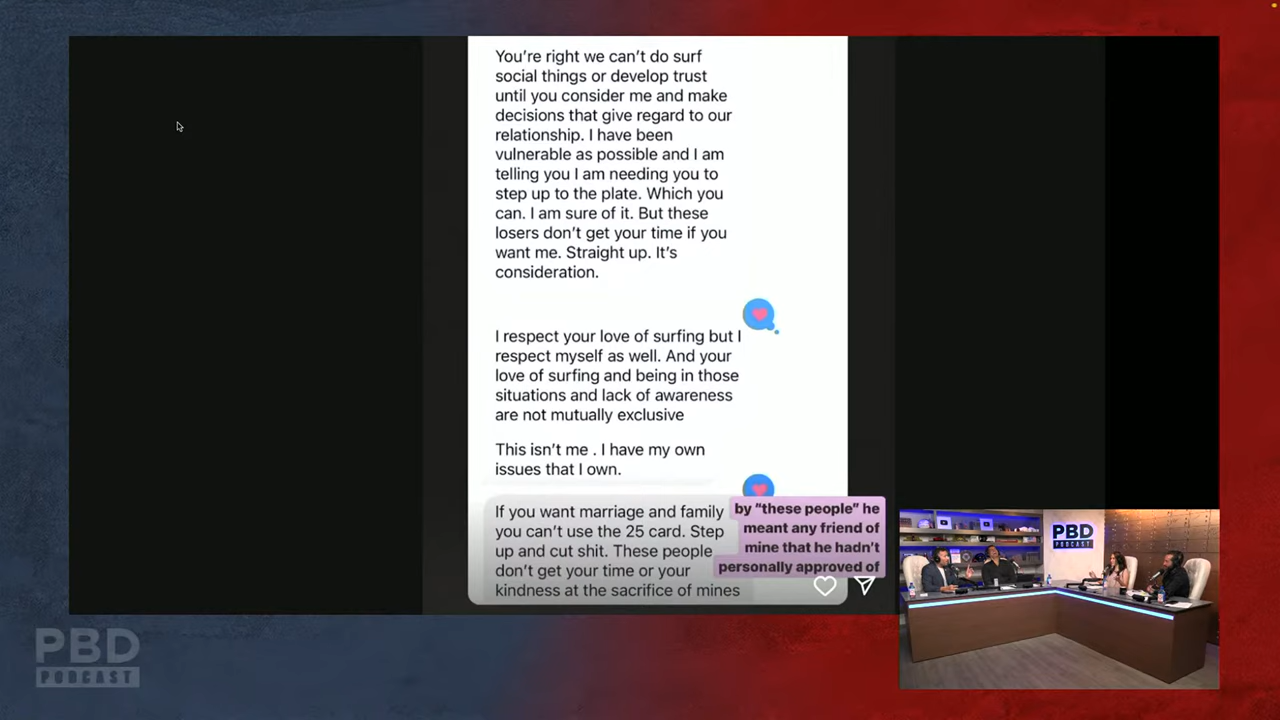 You’re right we can’t do surf
social things or develop trust
until you consider me and make
decisions that give regard to our
relationship. I have been
vulnerable as possible and I am
telling you I am needing you to
step up to the plate. Which you
can. I am sure of it. But these
losers don’t get your time if you
want me. Straight up. It’s
consideration.
I respect your love of surfing but I
respect myself as well. And your
love of surfing and being in those
situations and lack of awareness
are not mutually exclusive
This isn’t me . I have my own
issues that I own.
If you want marriage and family
you can’t use the 25 card. Step
up and cut shit. These people
don’t get your time or your
kindness at the sacrifice of mines
by “these people” he
meant any friend of
mine that he hadn’t
personally approved of
PBD
PODCAST
PBD
PODCAST